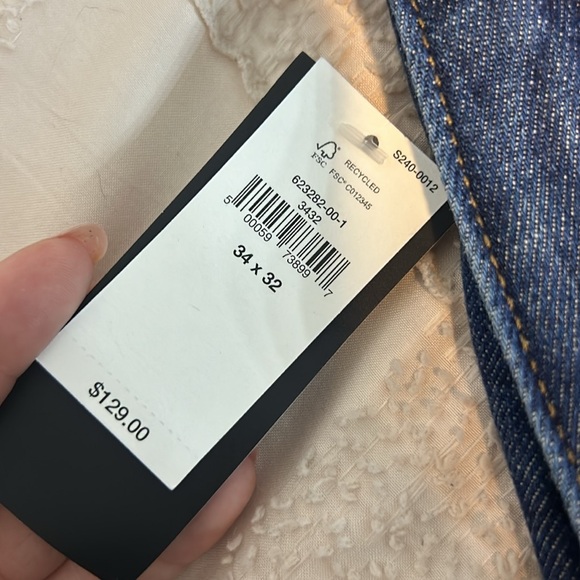 S240-0012
FSC
RECYCLED
FSC® C012345
623282-00-1
3432
5 00059 73899 7
34 x 32
$129.00